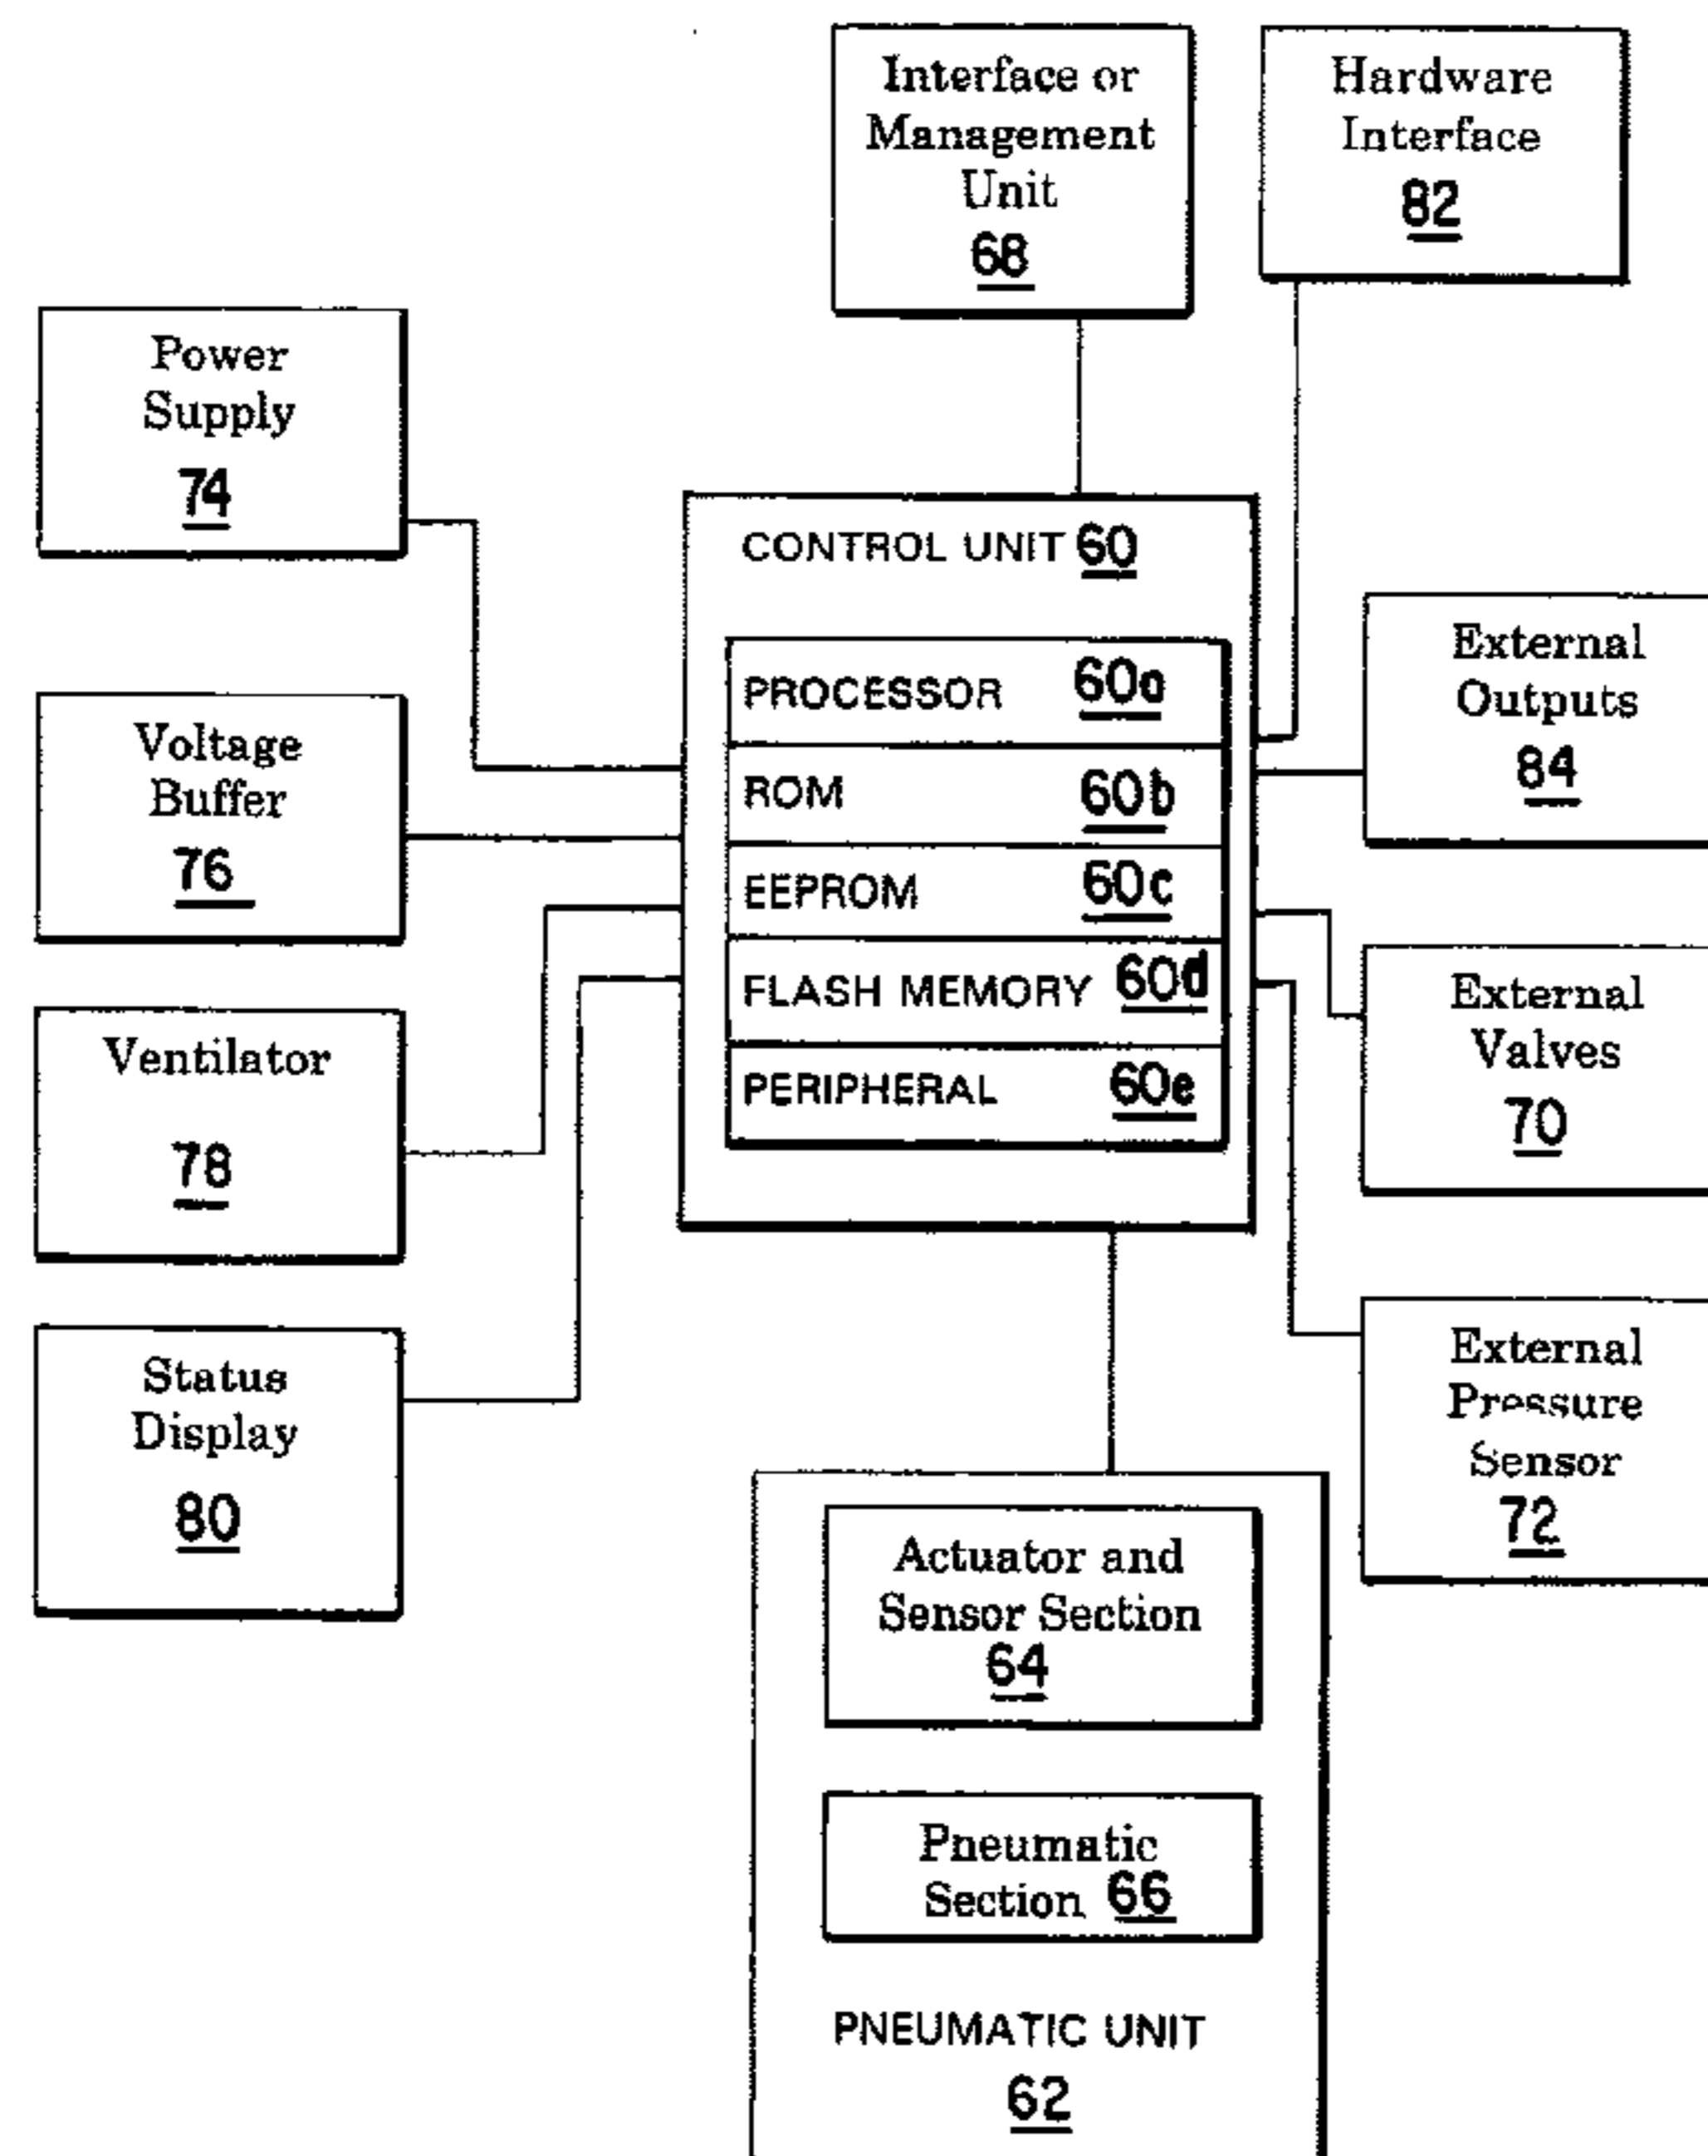 Interface or
Management
Unit
68
Hardware
Interface
82
Power
Supply
74
CONTROL UNIT 60
PROCESSOR 60a
ROM 60b
EEPROM 60c
FLASH MEMORY 60d
PERIPHERAL 60e
External
Outputs
84
Voltage
Buffer
76
External
Valves
70
Ventilator
78
External
Pressure
Sensor
72
Status
Display
80
Actuator and
Sensor Section
64
Pneumatic
Section 66
PNEUMATIC UNIT
62